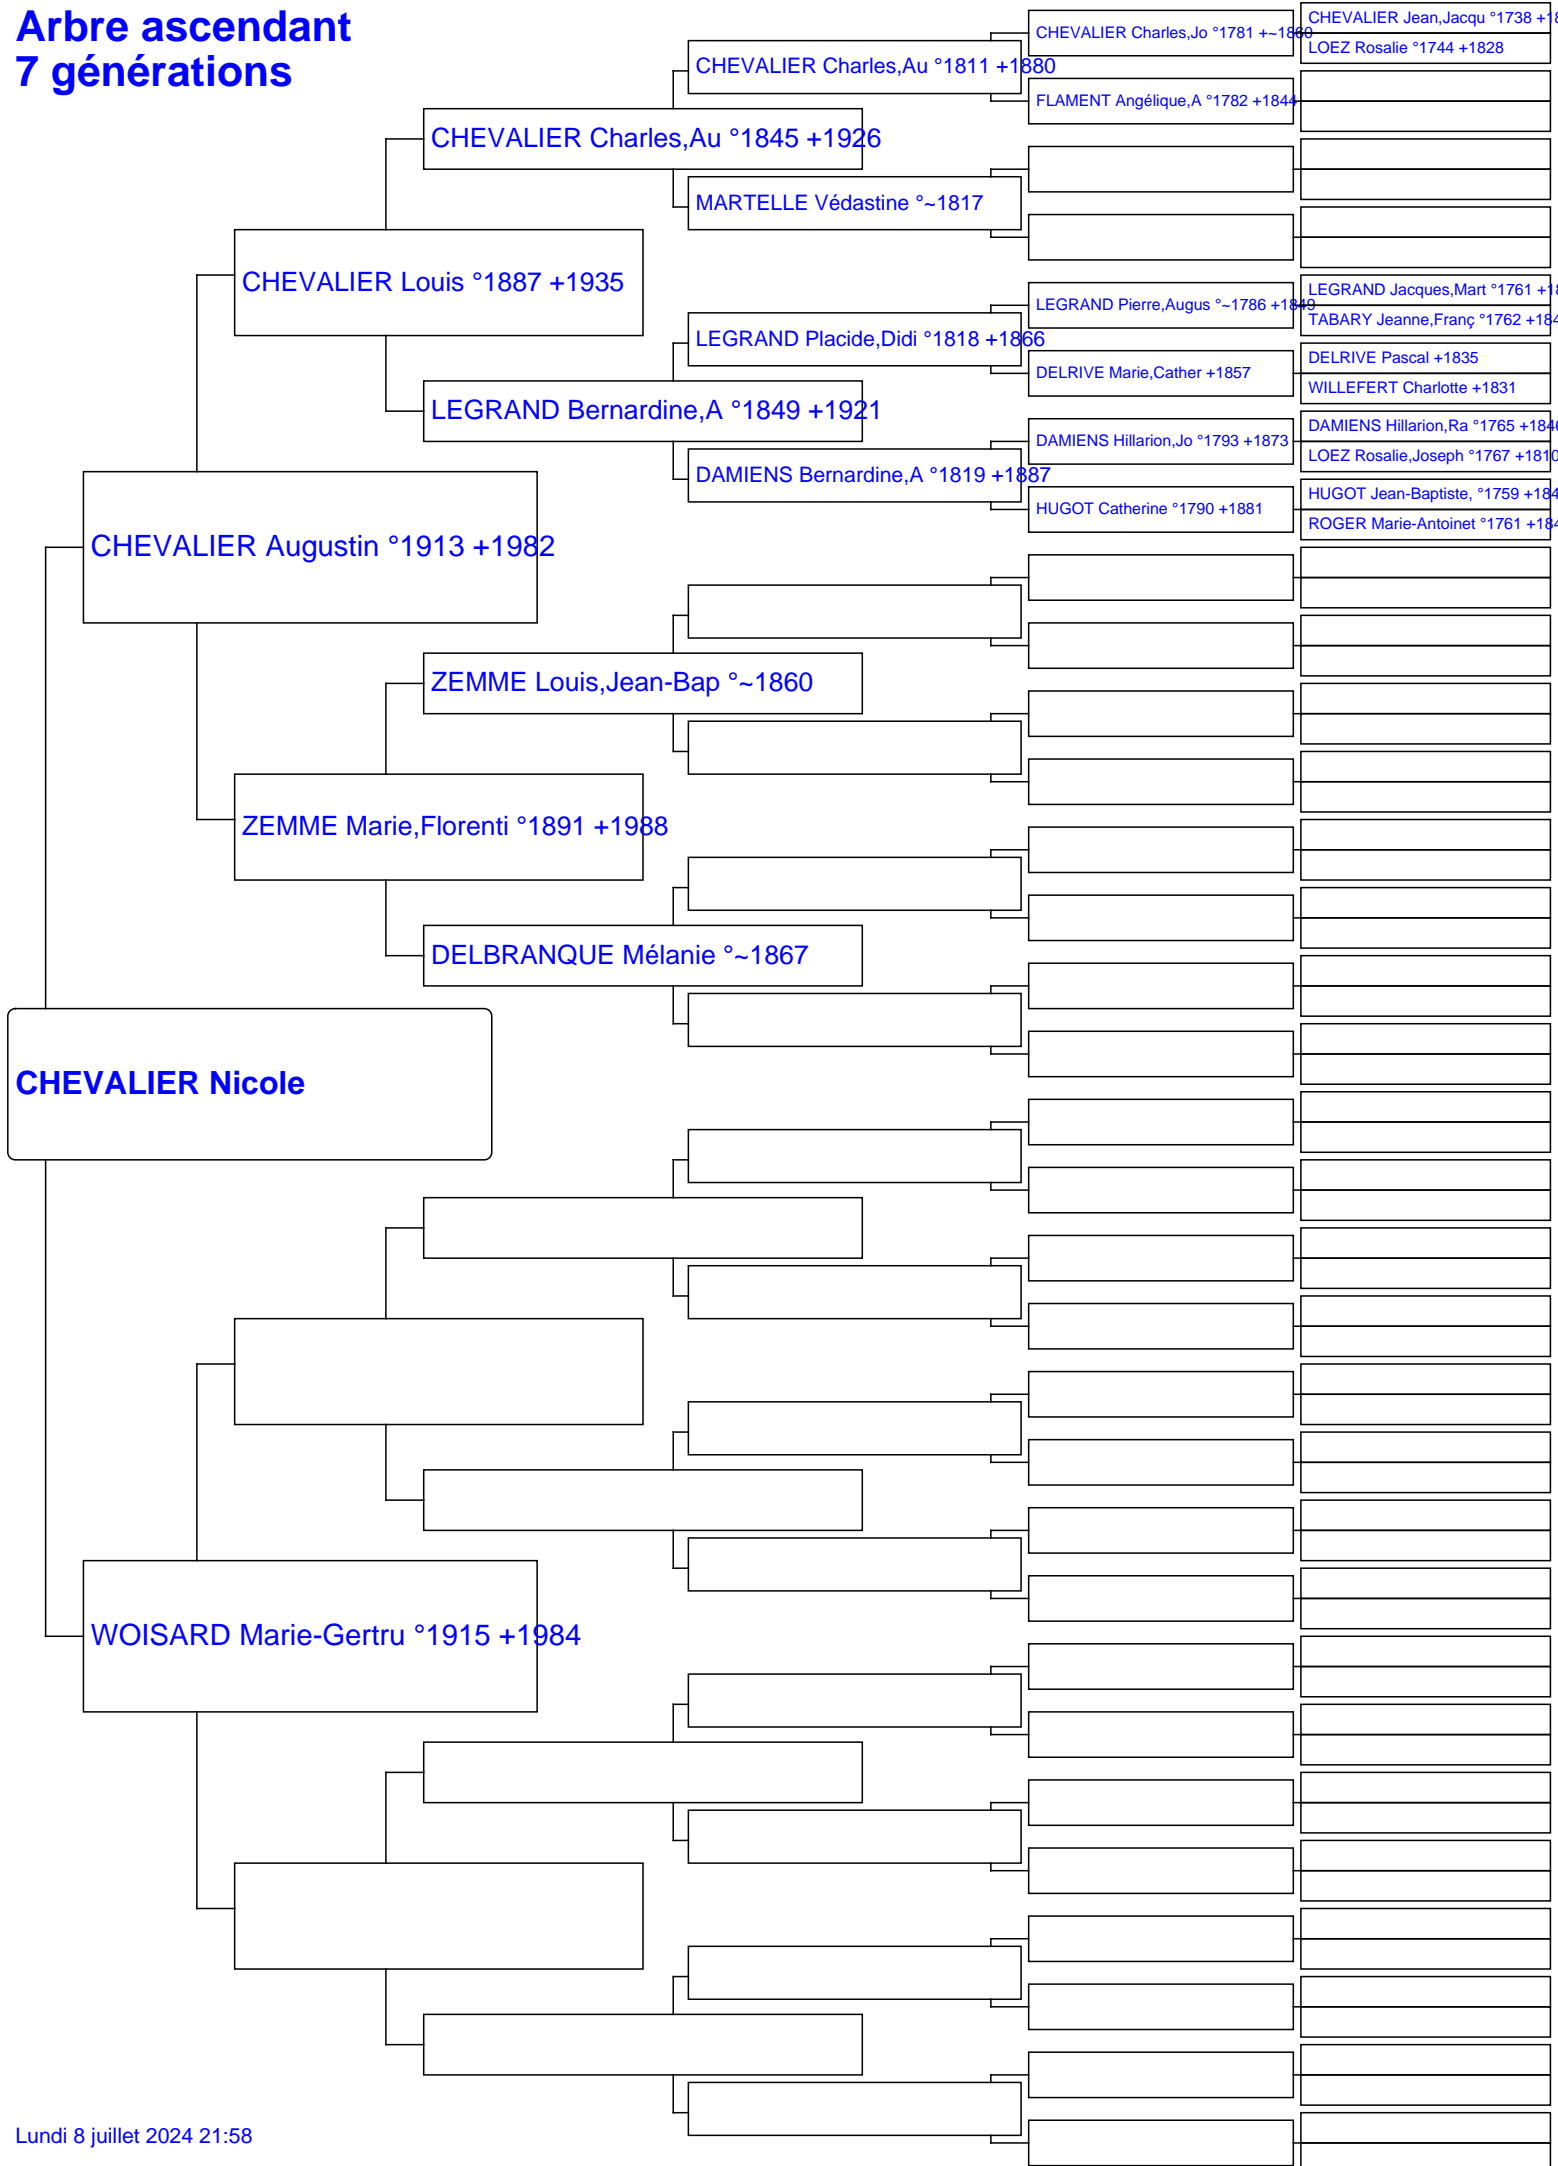 Arbre ascendant
7 générations
CHEVALIER Nicole
CHEVALIER Augustin °1913 +1982
WOISARD Marie-Gertru °1915 +1984
CHEVALIER Louis °1887 +1935
ZEMME Marie,Florenti °1891 +1988
CHEVALIER Charles,Au °1845 +1926
LEGRAND Bernardine,A °1849 +1921
ZEMME Louis,Jean-Bap °~1860
DELBRANQUE Mélanie °~1867
CHEVALIER Charles,Au °1811 +1880
MARTELLE Védastine °~1817
LEGRAND Placide,Didi °1818 +1866
DAMIENS Bernardine,A °1819 +1887
CHEVALIER Charles,Jo °1781 +~1860
FLAMENT Angélique,A °1782 +1844
LEGRAND Pierre,Augus °~1786 +1849
DELRIVE Marie,Cather +1857
DAMIENS Hillarion,Jo °1793 +1873
HUGOT Catherine °1790 +1881
CHEVALIER Jean,Jacqu °1738 +18
LOEZ Rosalie °1744 +1828
LEGRAND Jacques,Mart °1761 +18
TABARY Jeanne,Franç °1762 +184
DELRIVE Pascal +1835
WILLEFERT Charlotte +1831
DAMIENS Hillarion,Ra °1765 +1846
LOEZ Rosalie,Joseph °1767 +1810
HUGOT Jean-Baptiste, °1759 +184
ROGER Marie-Antoinet °1761 +184
Lundi 8 juillet 2024 21:58